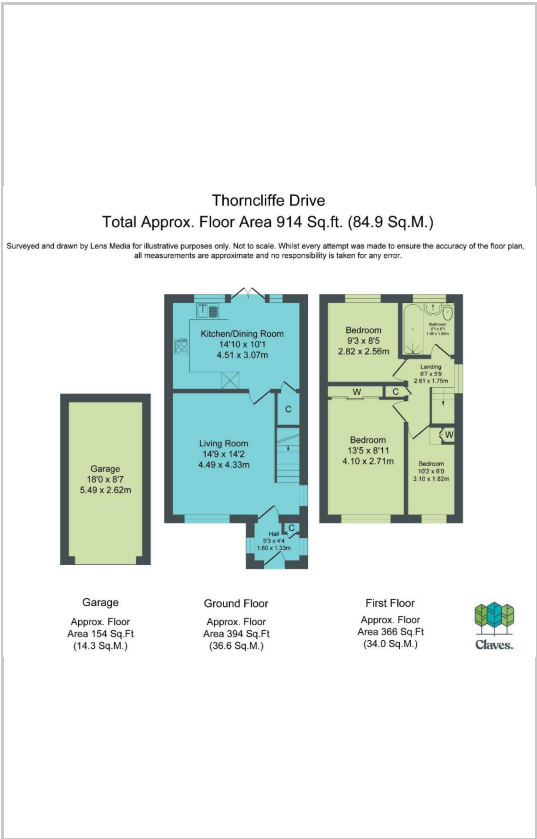 Thorncliffe Drive
Total Approx. Floor Area 914 Sq.ft. (84.9 Sq.M.)
Surveyed and drawn by Lens Media for illustrative purposes only. Not to scale. Whilst every attempt was made to ensure the accuracy of the floor plan,
all measurements are approximate and no responsibility is taken for any error.
Kitchen/Dining Room
14'10 x 10'1
4.51 x 3.07m
C
Living Room
14'9 x 14'2
4.49 x 4.33m
Hall
5'3 x 4'4
1.60 x 1.33m
C
Bedroom
9'3 x 8'5
2.82 x 2.56m
Bathroom
Landing
8'7 x 5'9
2.61 x 1.75m
W
C
Bedroom
13'5 x 8'11
4.10 x 2.71m
W
Bedroom
10'2 x 6'0
3.10 x 1.82m
Garage
18'0 x 8'7
5.49 x 2.62m
Garage
Approx. Floor
Area 154 Sq.Ft
(14.3 Sq.M.)
Ground Floor
Approx. Floor
Area 394 Sq.Ft
(36.6 Sq.M.)
First Floor
Approx. Floor
Area 366 Sq.Ft
(34.0 Sq.M.)
Claves.